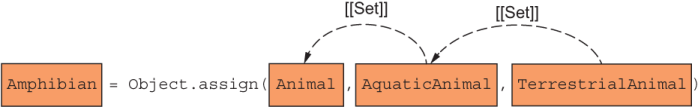 [[Set]] [[Set]]
Amphibian = Object.assign( Animal , AquaticAnimal , TerrestrialAnimal )